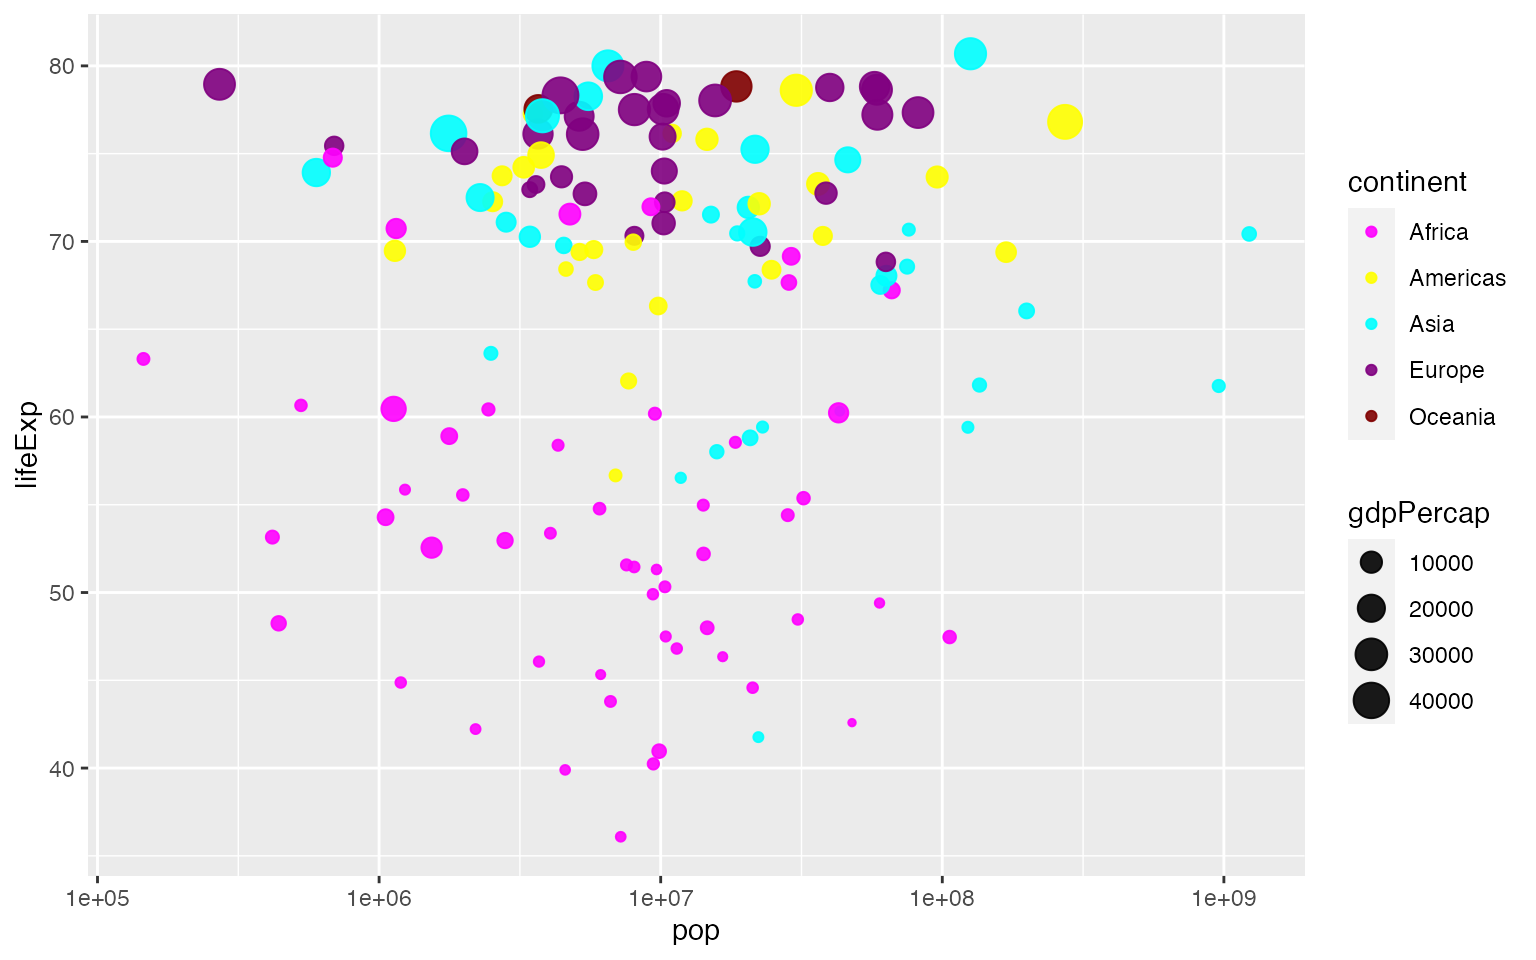 80
70
60
50
40
lifeExp
1e+05 1e+06 1e+07 1e+08 1e+09
pop
continent
Africa
Americas
Asia
Europe
Oceania
gdpPercap
10000
20000
30000
40000